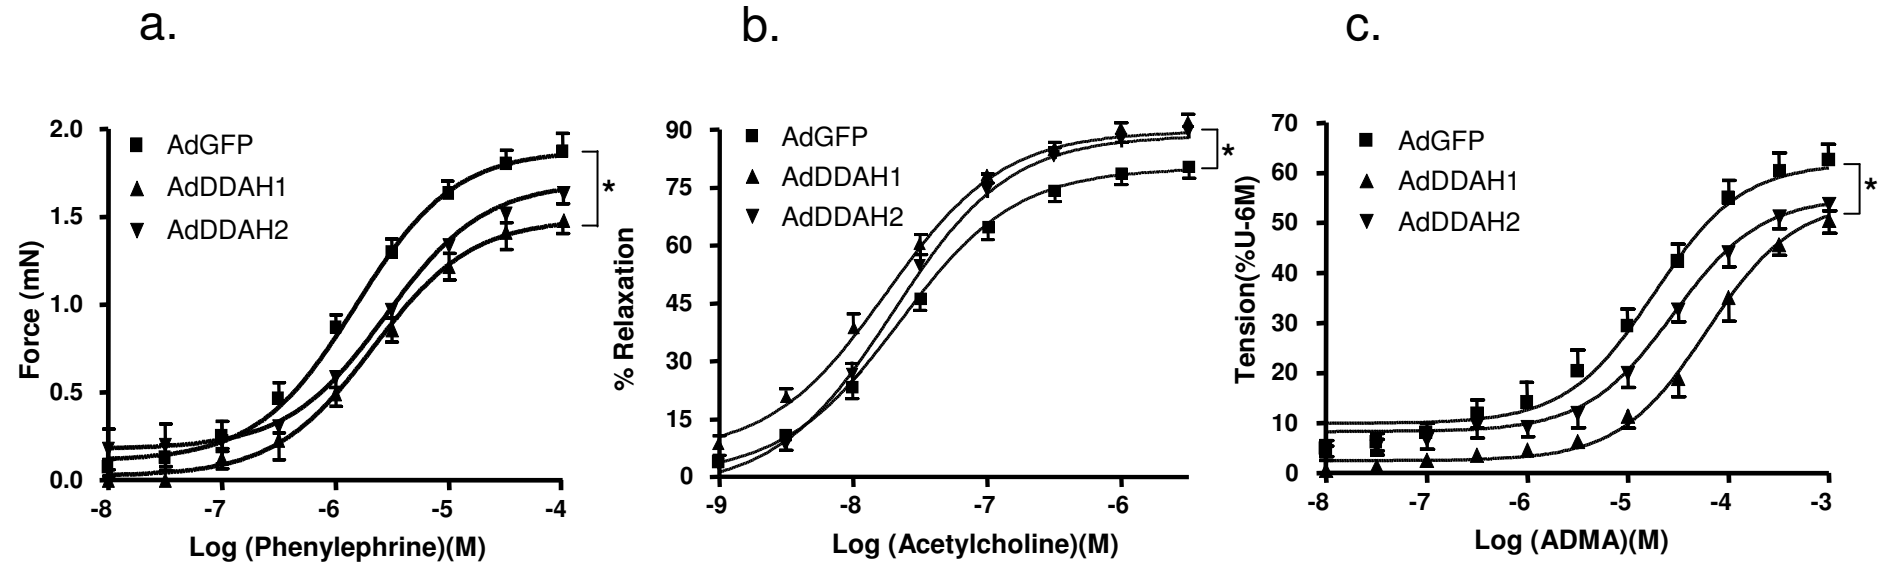 a.
2.0
1.5
1.0
0.5
0.0
Force (mN)
AdGFP
AdDDAH1
AdDDAH2
*
-8 -7 -6 -5 -4
Log (Phenylephrine)(M)
b.
90
75
60
45
30
15
0
% Relaxation
AdGFP
AdDDAH1
AdDDAH2
*
-9 -8 -7 -6
Log (Acetylcholine)(M)
c.
70
60
50
40
30
20
10
0
Tension(%U-6M)
AdGFP
AdDDAH1
AdDDAH2
*
-8 -7 -6 -5 -4 -3
Log (ADMA)(M)